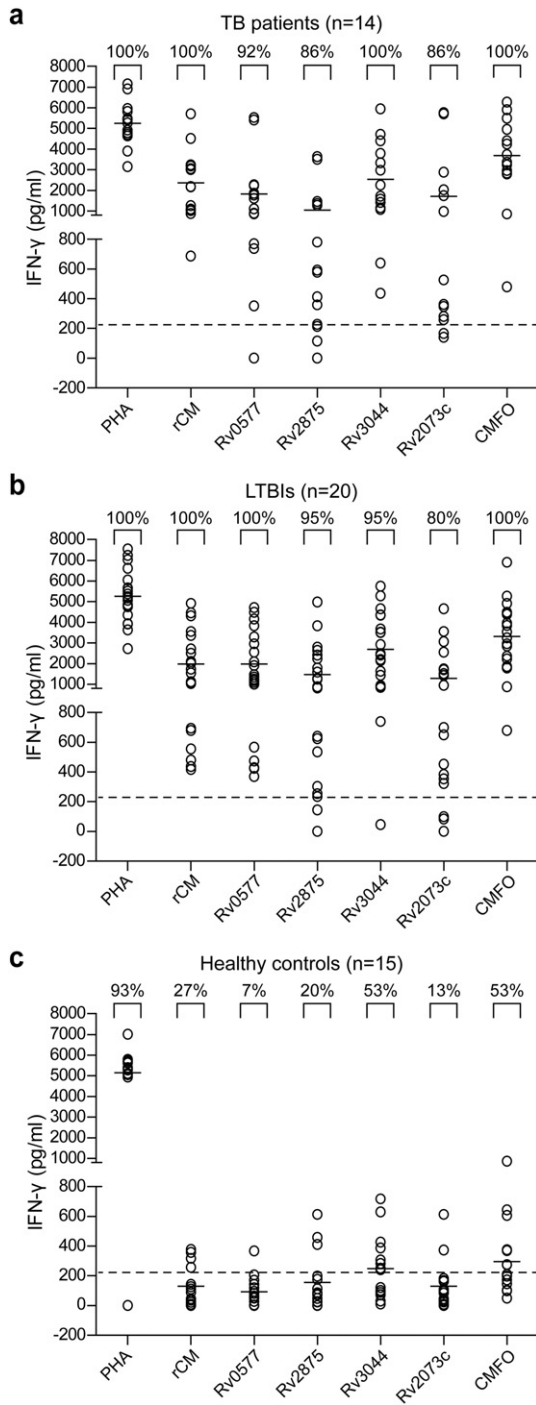 a
TB patients (n=14)
100% 100% 92% 86% 100% 86% 100%
8000
7000
6000
5000
4000
3000
2000
1000
800
600
400
200
0
-200
IFN-γ (pg/ml)
PHA rCM Rv0577 Rv2875 Rv3044 Rv2073c CMFO
b
LTBIs (n=20)
100% 100% 100% 95% 95% 80% 100%
8000
7000
6000
5000
4000
3000
2000
1000
800
600
400
200
0
-200
IFN-γ (pg/ml)
PHA rCM Rv0577 Rv2875 Rv3044 Rv2073c CMFO
c
Healthy controls (n=15)
93% 27% 7% 20% 53% 13% 53%
8000
7000
6000
5000
4000
3000
2000
1000
800
600
400
200
0
-200
IFN-γ (pg/ml)
PHA rCM Rv0577 Rv2875 Rv3044 Rv2073c CMFO